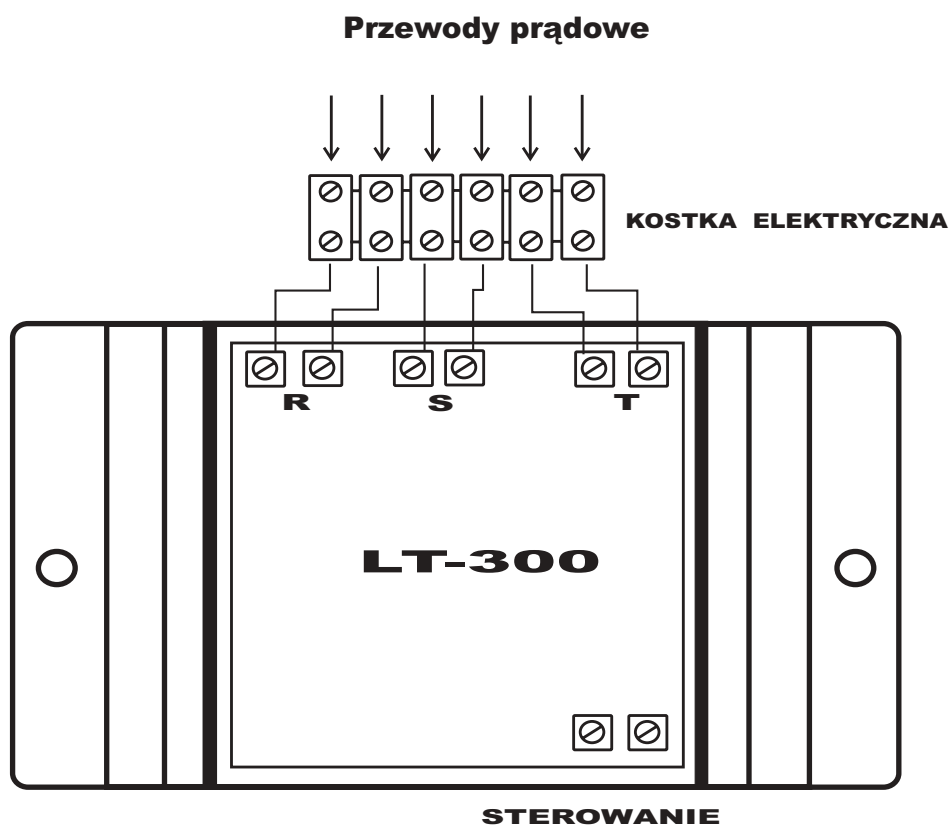 Przewody prądowe
KOSTKA ELEKTRYCZNA
R S T
LT-300
STEROWANIE